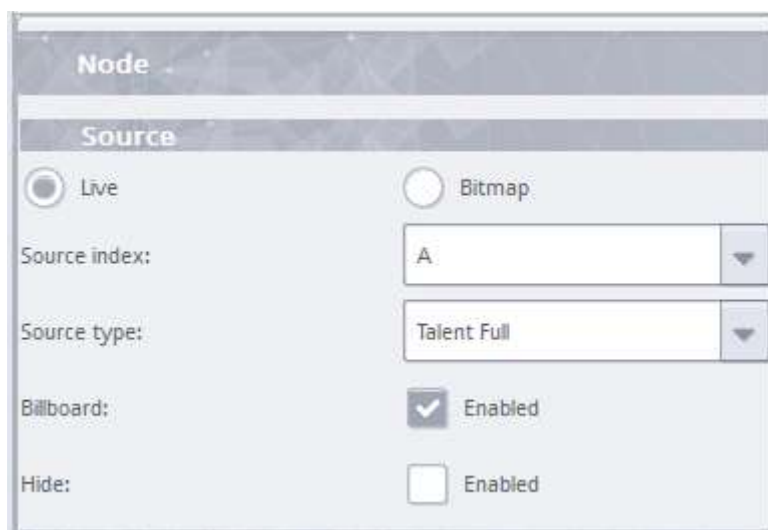 Node
Source
Live Bitmap
Source index: A
Source type: Talent Full
Billboard: Enabled
Hide: Enabled